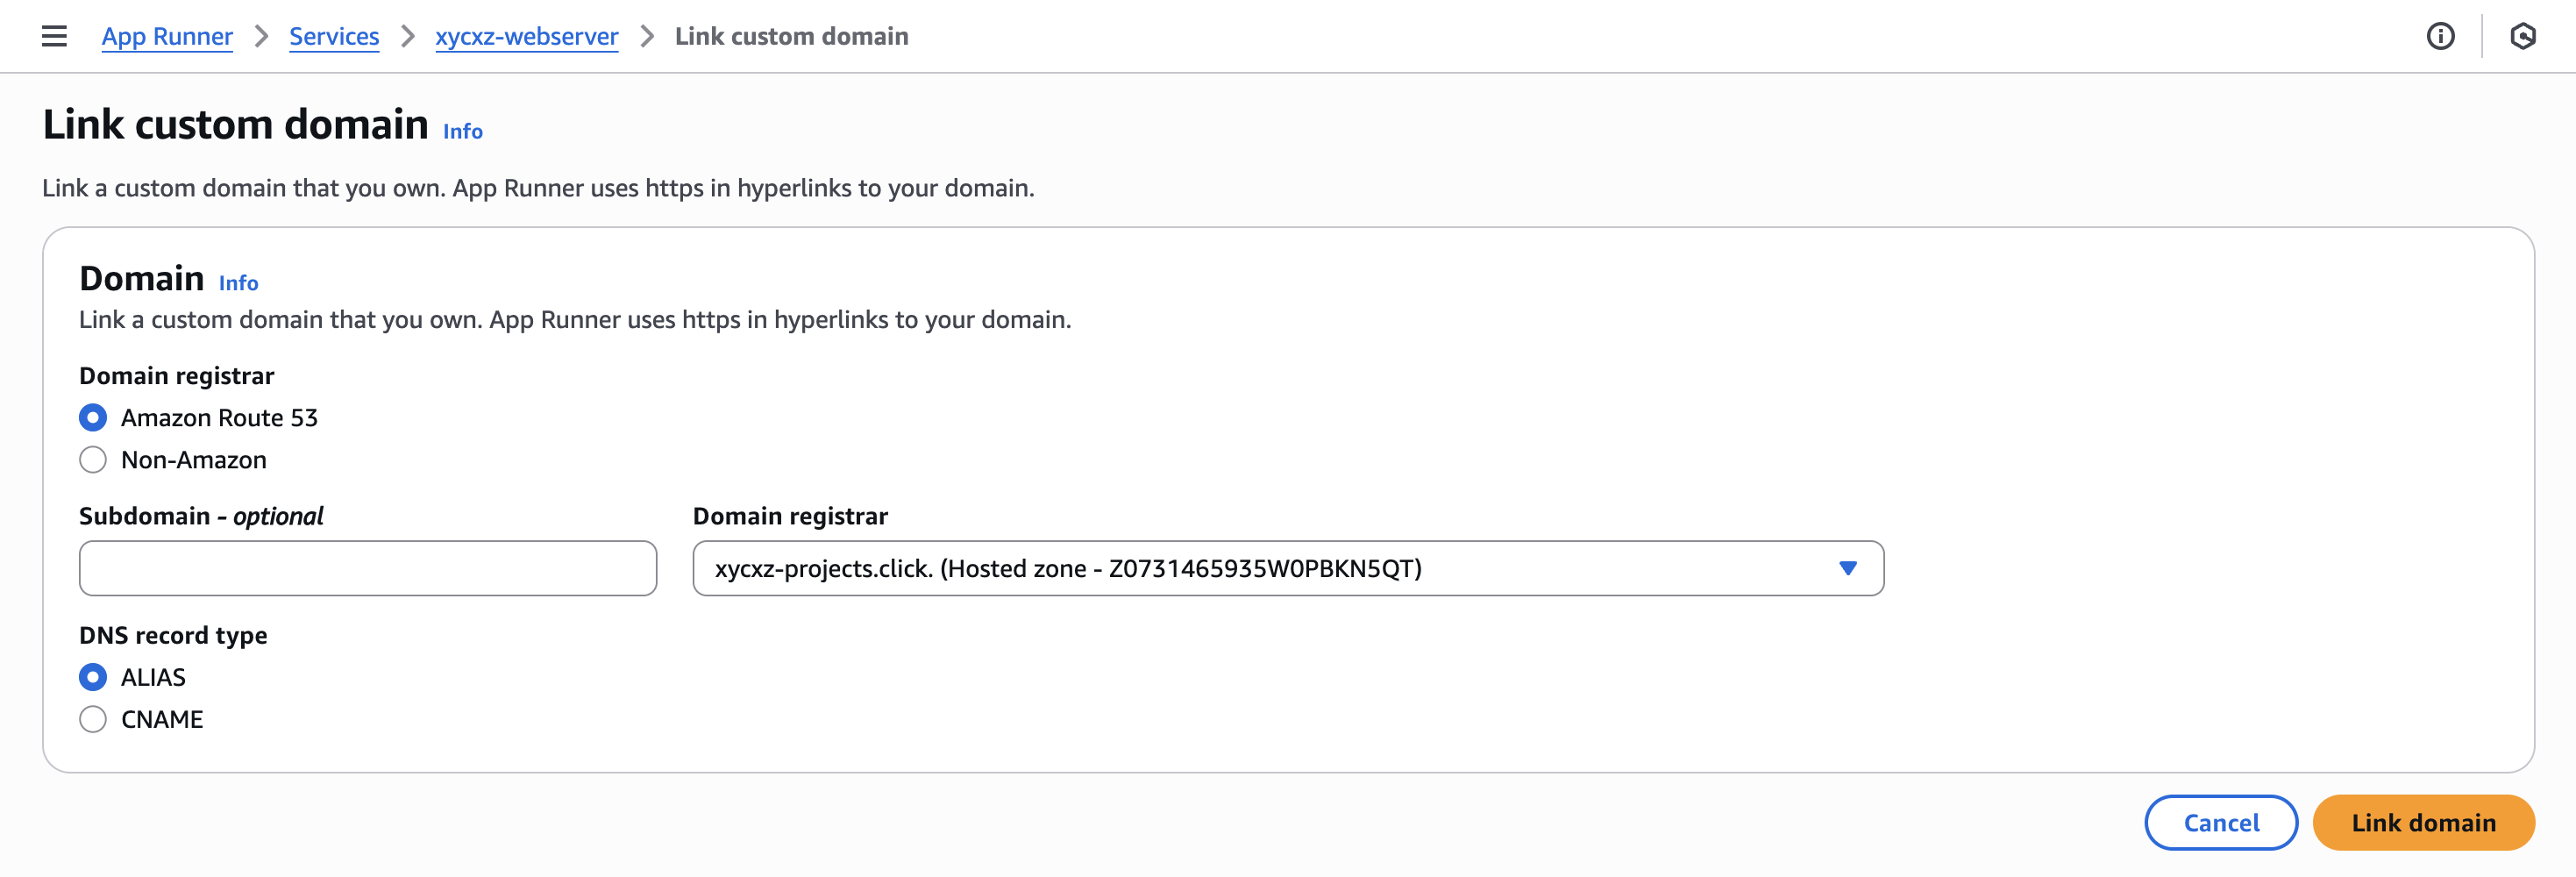 App Runner > Services > xycxz-webserver > Link custom domain
Link custom domain Info
Link a custom domain that you own. App Runner uses https in hyperlinks to your domain.
Domain Info
Link a custom domain that you own. App Runner uses https in hyperlinks to your domain.
Domain registrar
Amazon Route 53
Non-Amazon
Subdomain - optional
Domain registrar
xycxz-projects.click. (Hosted zone - Z0731465935W0PBKN5QT)
DNS record type
ALIAS
CNAME
Cancel
Link domain